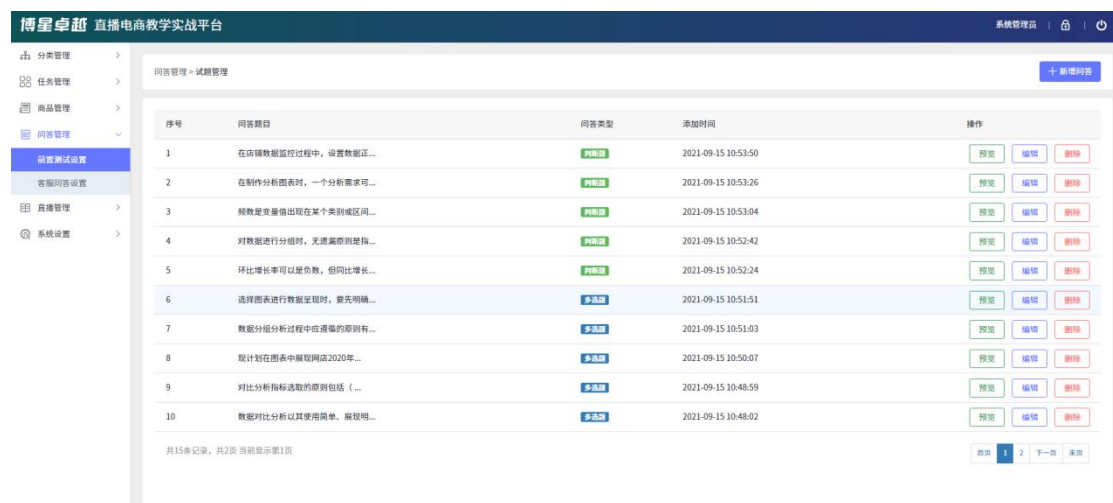 博星卓越 直播电商教学实战平台 系统管理员
分类管理
任务管理
商品管理
问答管理
前置测试设置
客服问答设置
直播管理
系统设置
问答管理 > 试题管理 新增问答
序号 问答题目 问答类型 添加时间 操作
1 在店铺数据监控过程中，设置数据正... 判断题 2021-09-15 10:53:50 预览 编辑 删除
2 在制作分析图表时，一个分析需求可... 判断题 2021-09-15 10:53:26 预览 编辑 删除
3 频数是变量值出现在某个类别或区间... 判断题 2021-09-15 10:53:04 预览 编辑 删除
4 对数据进行分组时，无遗漏原则是指... 判断题 2021-09-15 10:52:42 预览 编辑 删除
5 环比增长率可以是负数，但同比增长... 判断题 2021-09-15 10:52:24 预览 编辑 删除
6 选择图表进行数据呈现时，要先明确... 多选题 2021-09-15 10:51:51 预览 编辑 删除
7 数据分组分析过程中应遵循的原则有... 多选题 2021-09-15 10:51:03 预览 编辑 删除
8 现计划在图表中展现网店2020年... 多选题 2021-09-15 10:50:07 预览 编辑 删除
9 对比分析指标选取的原则包括（ ... 多选题 2021-09-15 10:48:59 预览 编辑 删除
10 数据对比分析以其使用简单、展现明... 多选题 2021-09-15 10:48:02 预览 编辑 删除
共15条记录，共2页 当前显示第1页 首页 1 2 下一页 末页